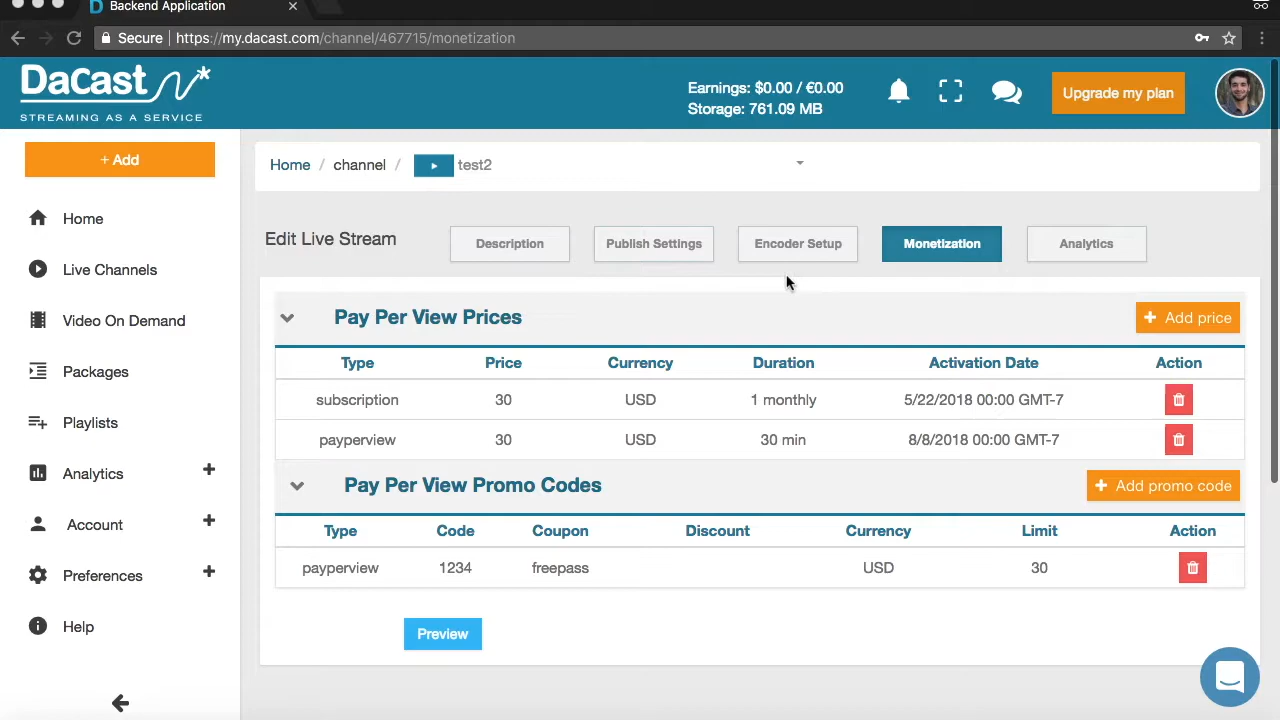 Backend Application
Secure https://my.dacast.com/channel/467715/monetization
DaCast
STREAMING AS A SERVICE
Earnings: $0.00 / €0.00
Storage: 761.09 MB
Upgrade my plan
+ Add
Home
Live Channels
Video On Demand
Packages
Playlists
Analytics +
Account +
Preferences +
Help
Home / channel / test2
Edit Live Stream Description Publish Settings Encoder Setup Monetization Analytics
Pay Per View Prices + Add price
Type Price Currency Duration Activation Date Action
subscription 30 USD 1 monthly 5/22/2018 00:00 GMT-7
payperview 30 USD 30 min 8/8/2018 00:00 GMT-7
Pay Per View Promo Codes + Add promo code
Type Code Coupon Discount Currency Limit Action
payperview 1234 freepass USD 30
Preview